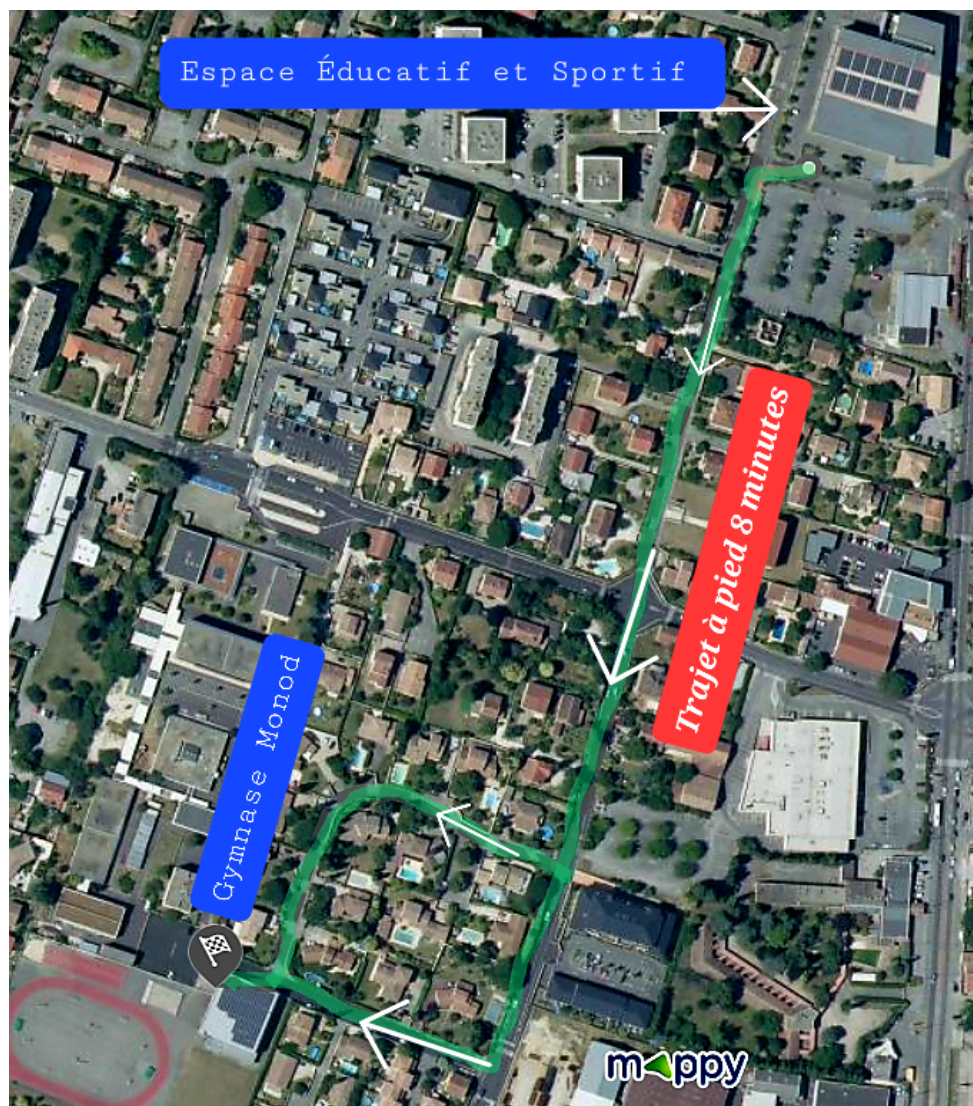 Espace Éducatif et Sportif
Trajet à pied 8 minutes
Gymnase Monod
mappy